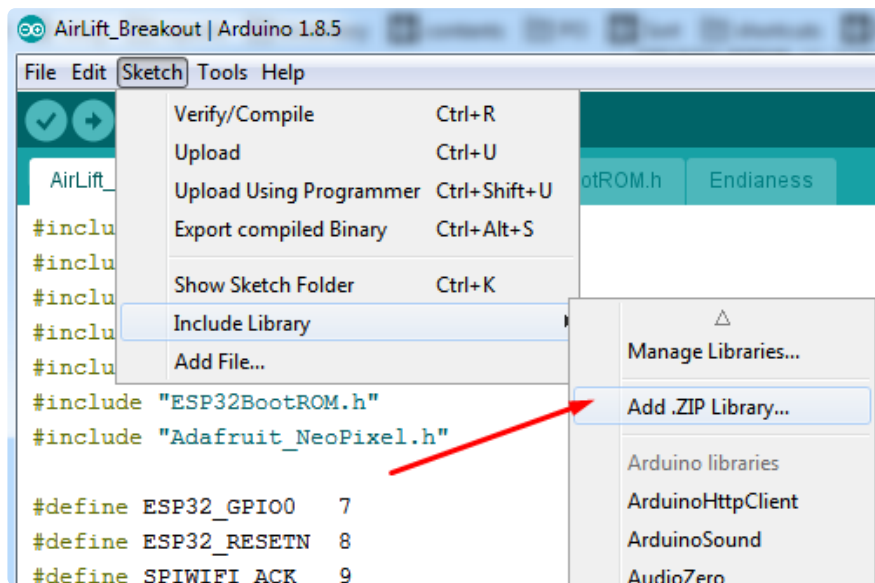 AirLift_Breakout | Arduino 1.8.5
File Edit Sketch Tools Help
Verify/Compile Ctrl+R
Upload Ctrl+U
Upload Using Programmer Ctrl+Shift+U
Export compiled Binary Ctrl+Alt+S
Show Sketch Folder Ctrl+K
Include Library
Add File...
AirLift_ otROM.h Endianess
#inclu
#inclu
#inclu
#inclu
#inclu
#include "ESP32BootROM.h"
#include "Adafruit_NeoPixel.h"
#define ESP32_GPIO0 7
#define ESP32_RESETN 8
#define SPIWIFI_ACK 9
Manage Libraries...
Add .ZIP Library...
Arduino libraries
ArduinoHttpClient
ArduinoSound
AudioZero